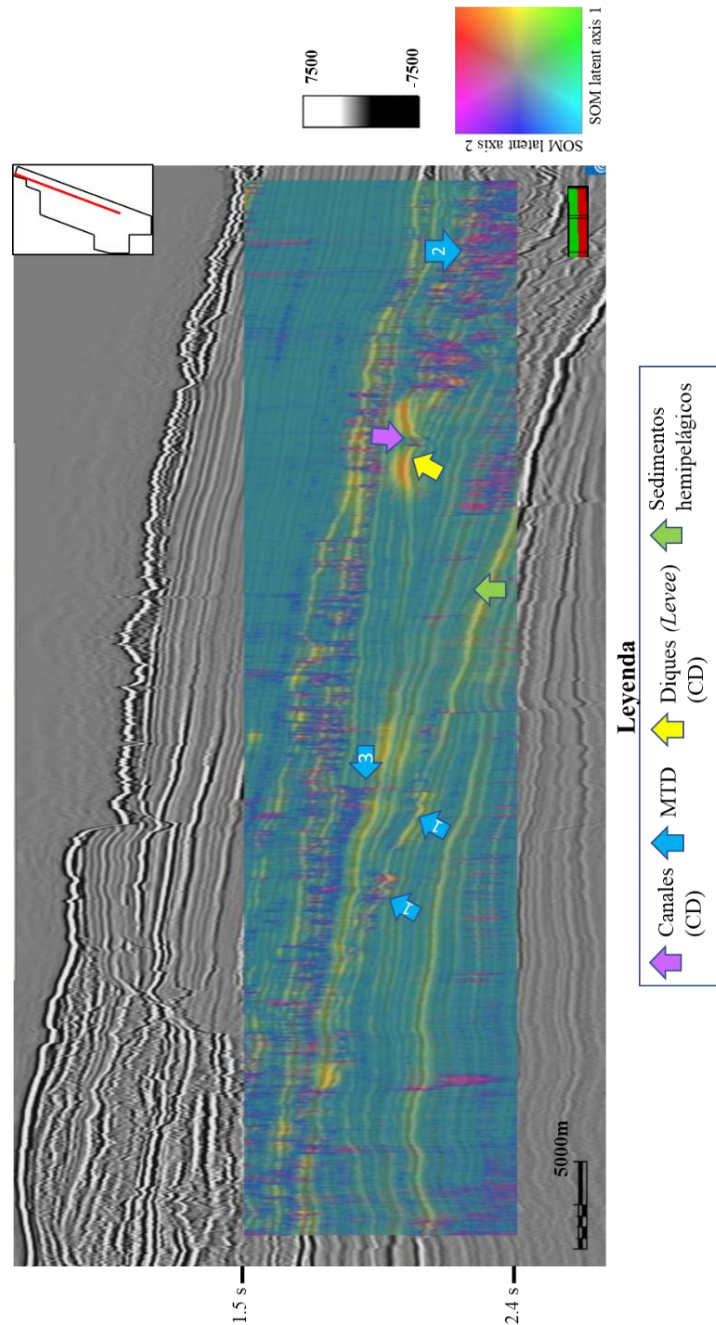 7500
-7500
SOM latent axis 2
SOM latent axis 1
1.5 s
2.4 s
5000m
1
1
3
2
Leyenda
Canales
(CD)
MTD
Diques (Levee)
(CD)
Sedimentos
hemipelágicos